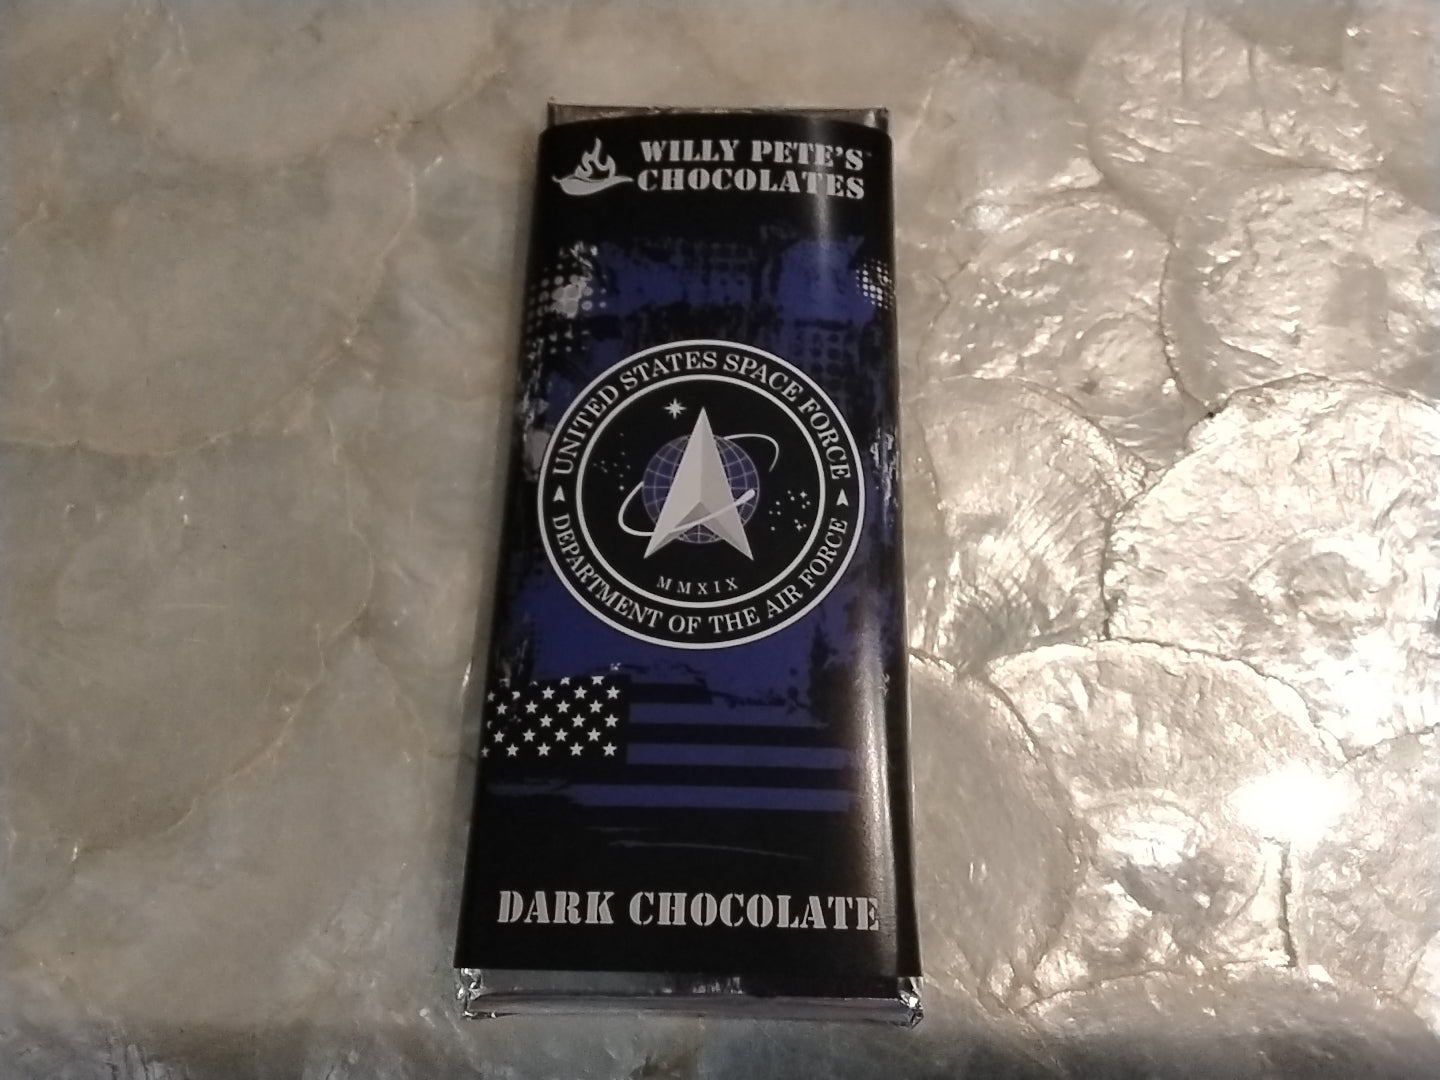 WILLY PETE'S
CHOCOLATES
UNITED STATES SPACE FORCE
MMXIX
DEPARTMENT OF THE AIR FORCE
DARK CHOCOLATE